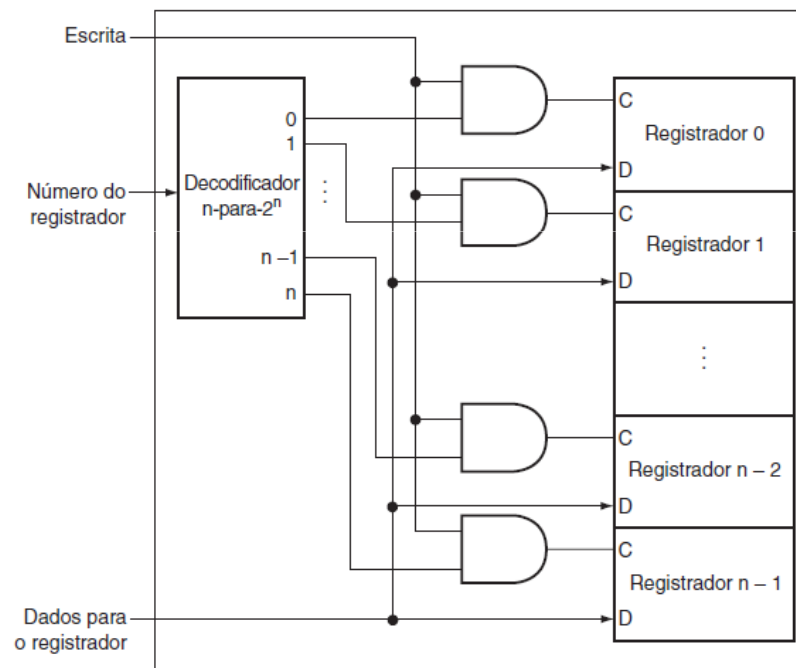 Escrita
Número do
registrador
Decodificador
n-para-2ⁿ
0
1
⋮
n –1
n
C
Registrador 0
D
C
Registrador 1
D
⋮
C
Registrador n – 2
D
C
Registrador n – 1
D
Dados para
o registrador